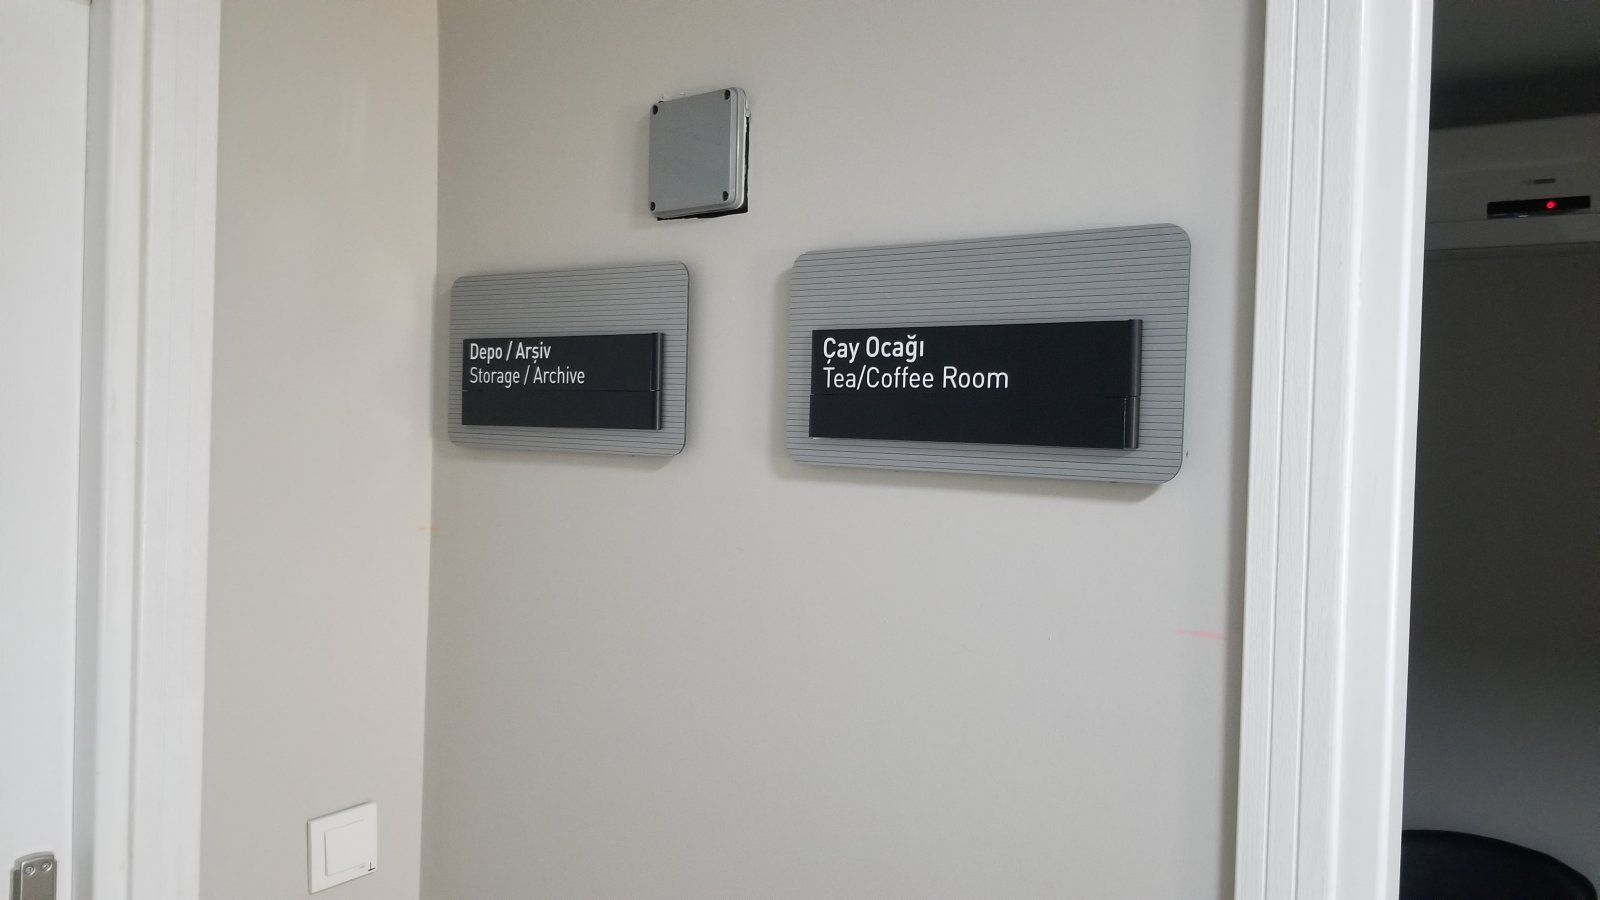 Depo / Arşiv
Storage / Archive
Çay Ocağı
Tea/Coffee Room